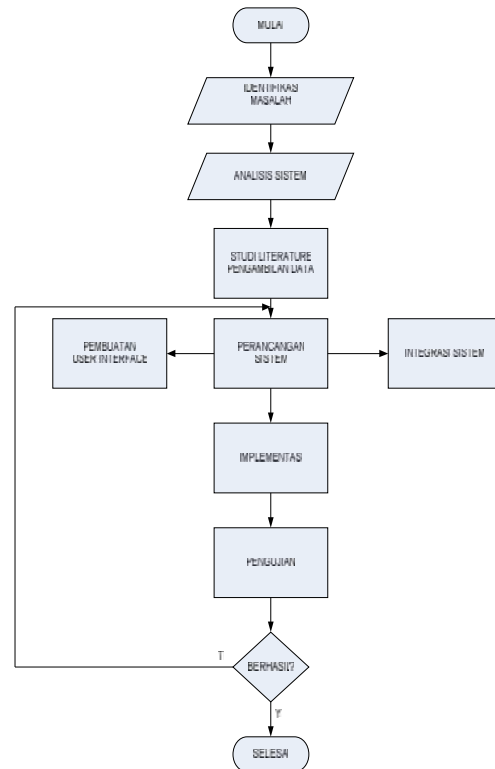 MULAI
IDENTIFIKASI
MASALAH
ANALISIS SISTEM
STUDI LITERATURE
PENGAMBILAN DATA
PEMBUATAN
USER INTERFACE
PERANCANGAN
SISTEM
INTEGRASI SISTEM
IMPLEMENTASI
PENGUJIAN
T
BERHASIL?
Y
SELESAI